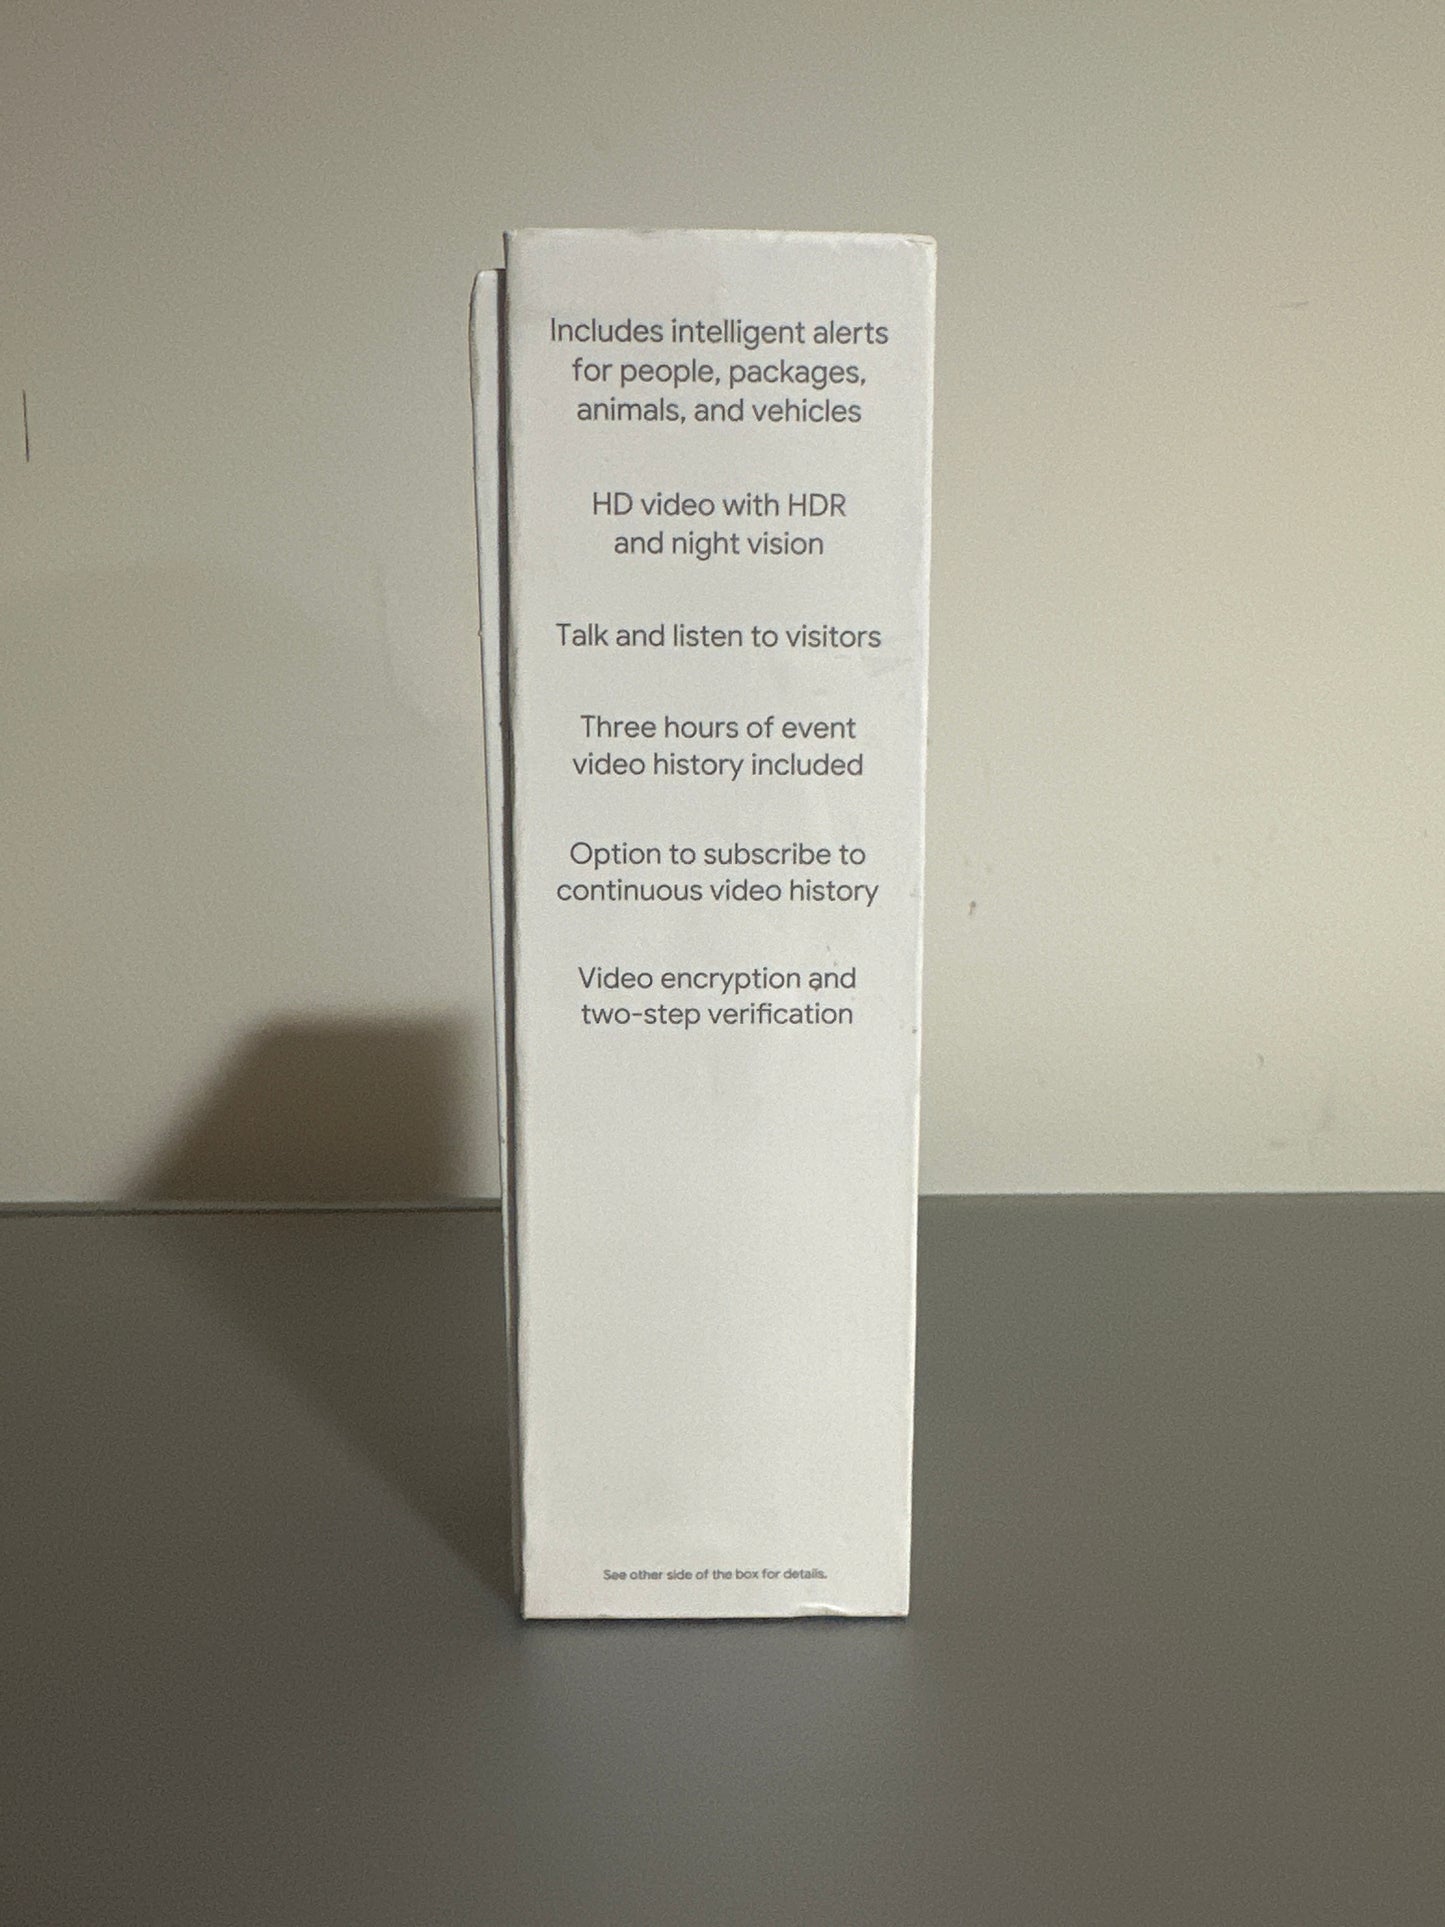 Includes intelligent alerts
for people, packages,
animals, and vehicles
HD video with HDR
and night vision
Talk and listen to visitors
Three hours of event
video history included
Option to subscribe to
continuous video history
Video encryption and
two-step verification
See other side of the box for details.